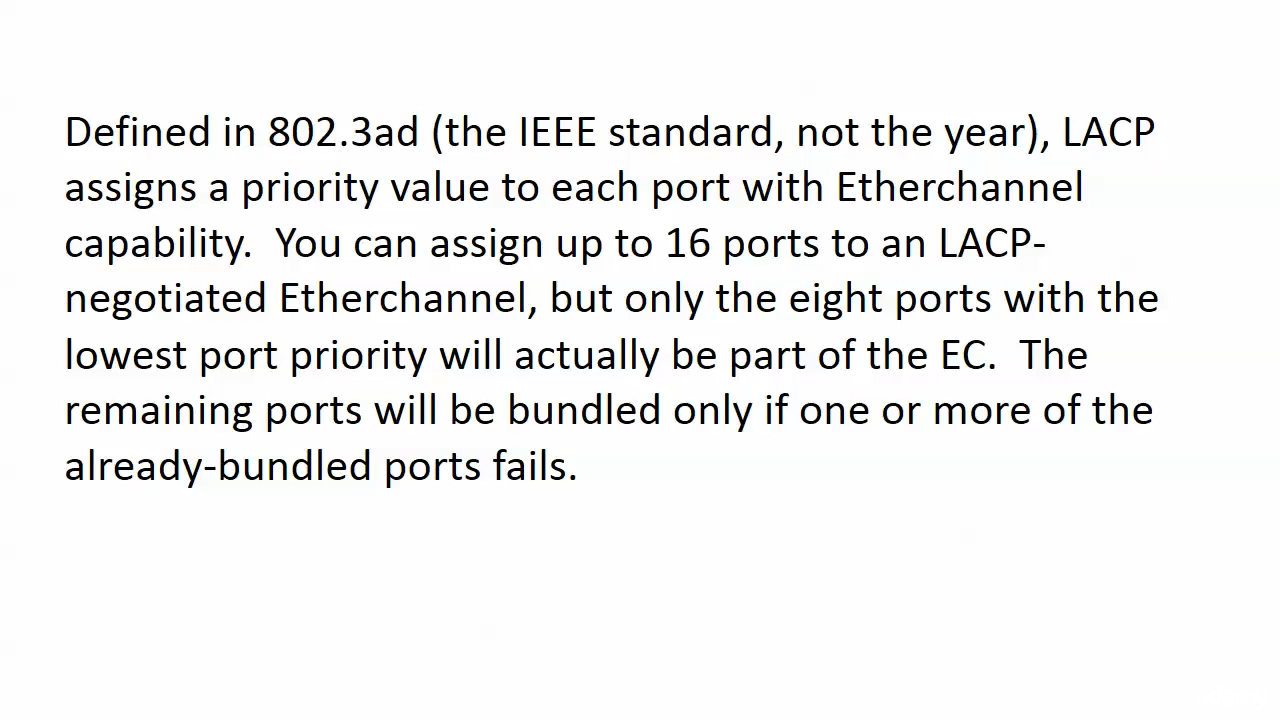 Defined in 802.3ad (the IEEE standard, not the year), LACP
assigns a priority value to each port with Etherchannel
capability.  You can assign up to 16 ports to an LACP-
negotiated Etherchannel, but only the eight ports with the
lowest port priority will actually be part of the EC.  The
remaining ports will be bundled only if one or more of the
already-bundled ports fails.